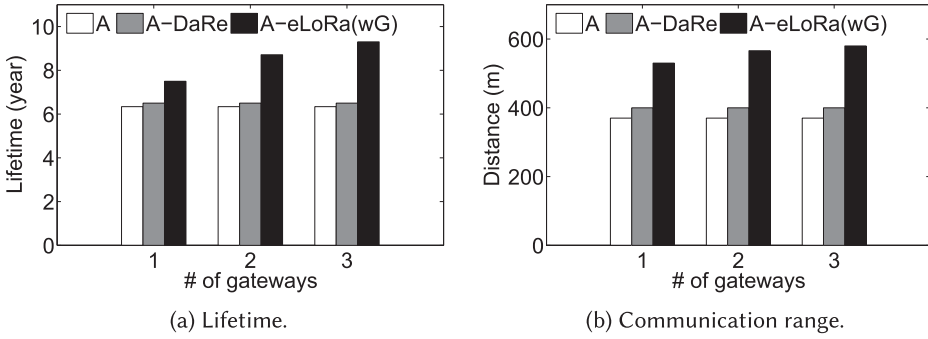 A A−DaRe A−eLoRa(wG)
10
8
6
4
2
0
Lifetime (year)
1 2 3
# of gateways
(a) Lifetime.
A A−DaRe A−eLoRa(wG)
600
400
200
0
Distance (m)
1 2 3
# of gateways
(b) Communication range.